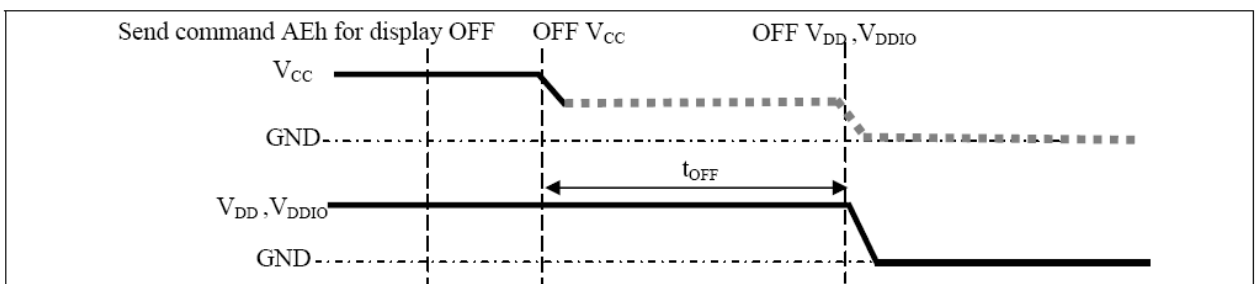 Send command AEh for display OFF OFF VCC OFF VDD ,VDDIO
VCC
GND
tOFF
VDD ,VDDIO
GND